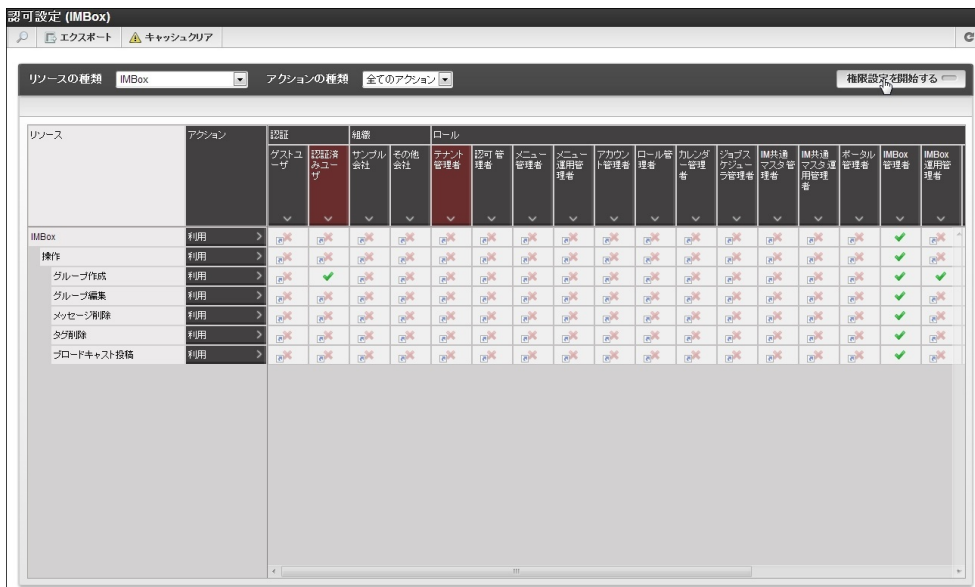 認可設定 (IMBox)
エクスポート キャッシュクリア
リソースの種類 IMBox アクションの種類 全てのアクション 権限設定を開始する
リソース アクション 認証 組織 ロール
ゲストユーザ 認証済みユーザ サンプル会社 その他会社 テナント管理者 認可管理者 メニュー管理者 メニュー運用管理者 アカウント管理者 ロール管理者 カレンダー管理者 ジョブスケジューラ管理者 IM共通マスタ管理者 IM共通マスタ運用管理者 ポータル管理者 IMBox管理者 IMBox運用管理者
IMBox 利用
操作 利用
グループ作成 利用
グループ編集 利用
メッセージ削除 利用
タグ削除 利用
ブロードキャスト投稿 利用